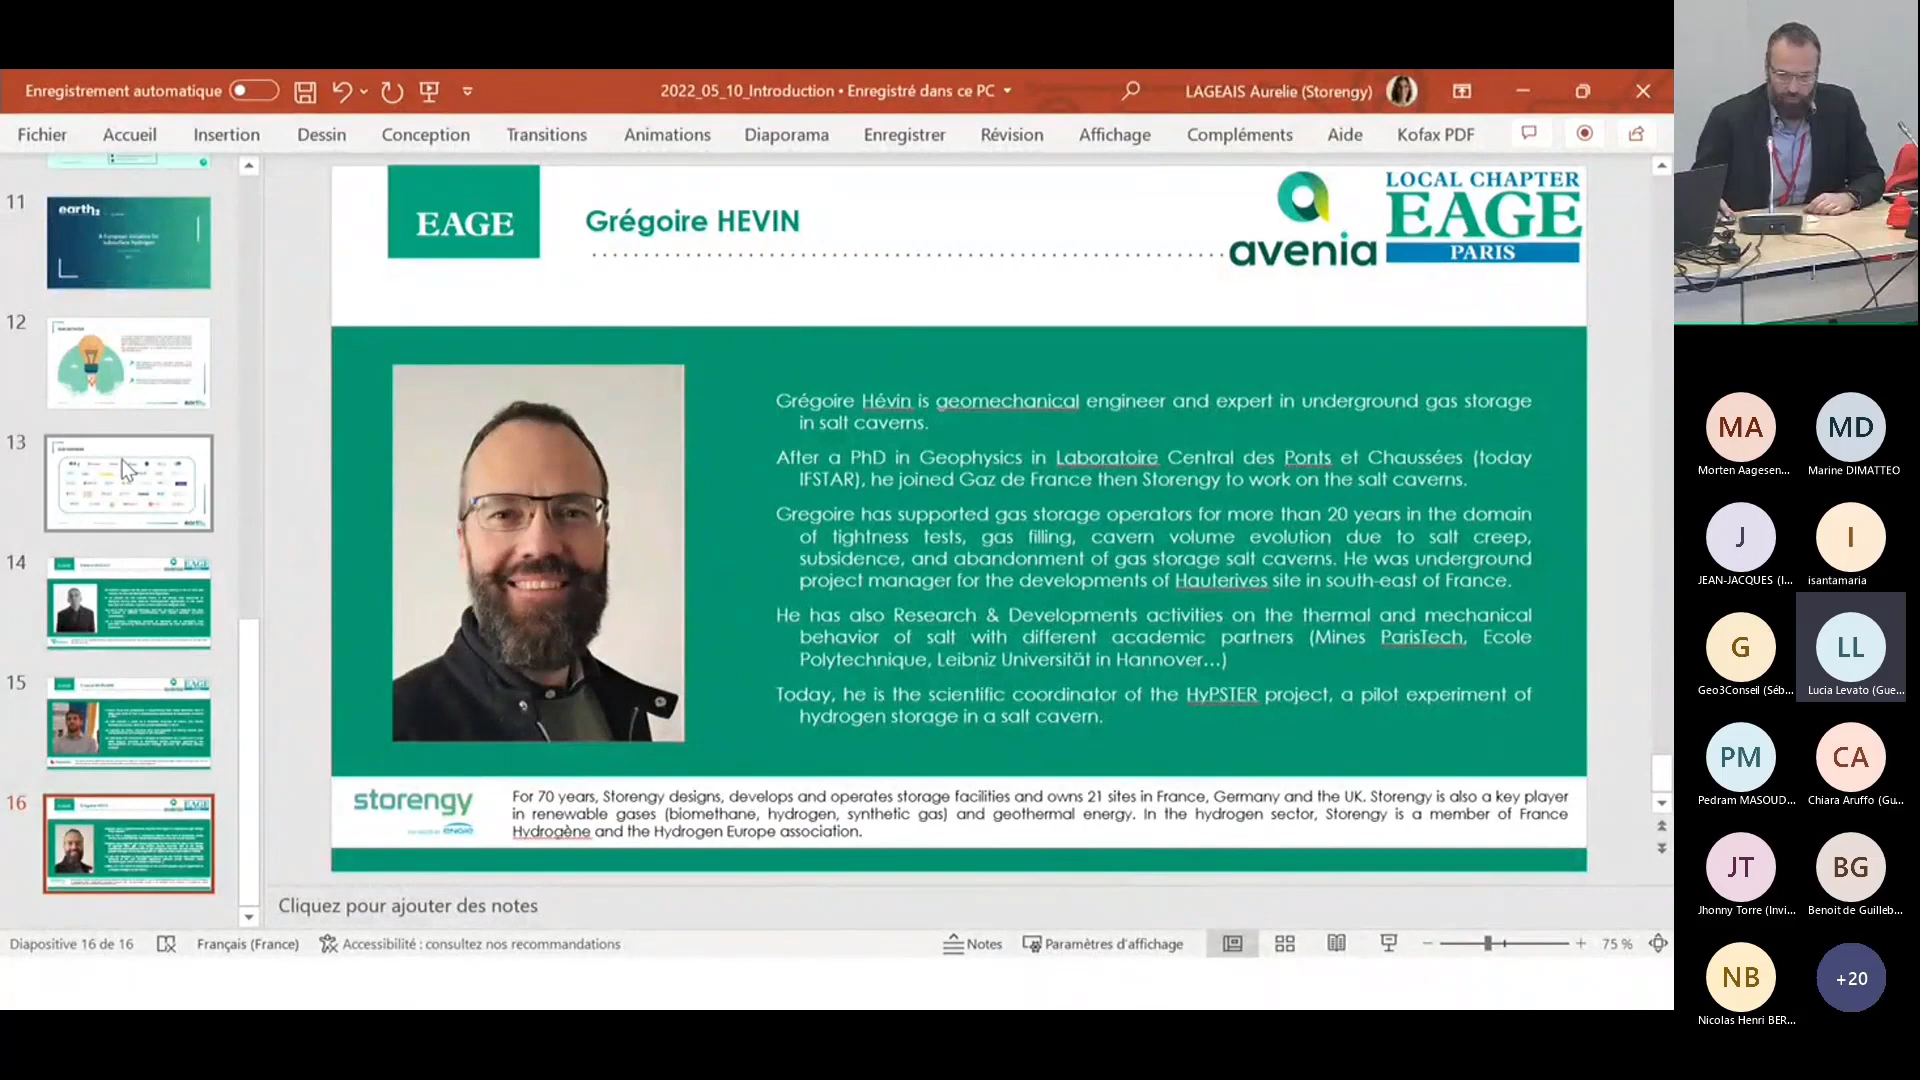 Enregistrement automatique
2022_05_10_Introduction • Enregistré dans ce PC
LAGEAIS Aurelie (Storengy)
Fichier Accueil Insertion Dessin Conception Transitions Animations Diaporama Enregistrer Révision Affichage Compléments Aide Kofax PDF
11
earth2
12
13
14
15
16
EAGE
Grégoire HEVIN
avenia
LOCAL CHAPTER
EAGE
PARIS
Grégoire Hévin is geomechanical engineer and expert in underground gas storage
in salt caverns.
After a PhD in Geophysics in Laboratoire Central des Ponts et Chaussées (today
IFSTAR), he joined Gaz de France then Storengy to work on the salt caverns.
Gregoire has supported gas storage operators for more than 20 years in the domain
of tightness tests, gas filling, cavern volume evolution due to salt creep,
subsidence, and abandonment of gas storage salt caverns. He was underground
project manager for the developments of Hauterives site in south-east of France.
He has also Research & Developments activities on the thermal and mechanical
behavior of salt with different academic partners (Mines ParisTech, Ecole
Polytechnique, Leibniz Universität in Hannover...)
Today, he is the scientific coordinator of the HyPSTER project, a pilot experiment of
hydrogen storage in a salt cavern.
storengy
ENGIE
For 70 years, Storengy designs, develops and operates storage facilities and owns 21 sites in France, Germany and the UK. Storengy is also a key player
in renewable gases (biomethane, hydrogen, synthetic gas) and geothermal energy. In the hydrogen sector, Storengy is a member of France
Hydrogène and the Hydrogen Europe association.
Cliquez pour ajouter des notes
Diapositive 16 de 16 Français (France) Accessibilité : consultez nos recommandations Notes Paramètres d'affichage 75 %
MA
Morten Aagesen...
MD
Marine DIMATTEO
J
JEAN-JACQUES (I...
I
isantamaria
G
Geo3Conseil (Séb...
LL
Lucia Levato (Gue...
PM
Pedram MASOUD...
CA
Chiara Aruffo (Gu...
JT
Jhonny Torre (Invi...
BG
Benoit de Guilleb...
NB
Nicolas Henri BER...
+20